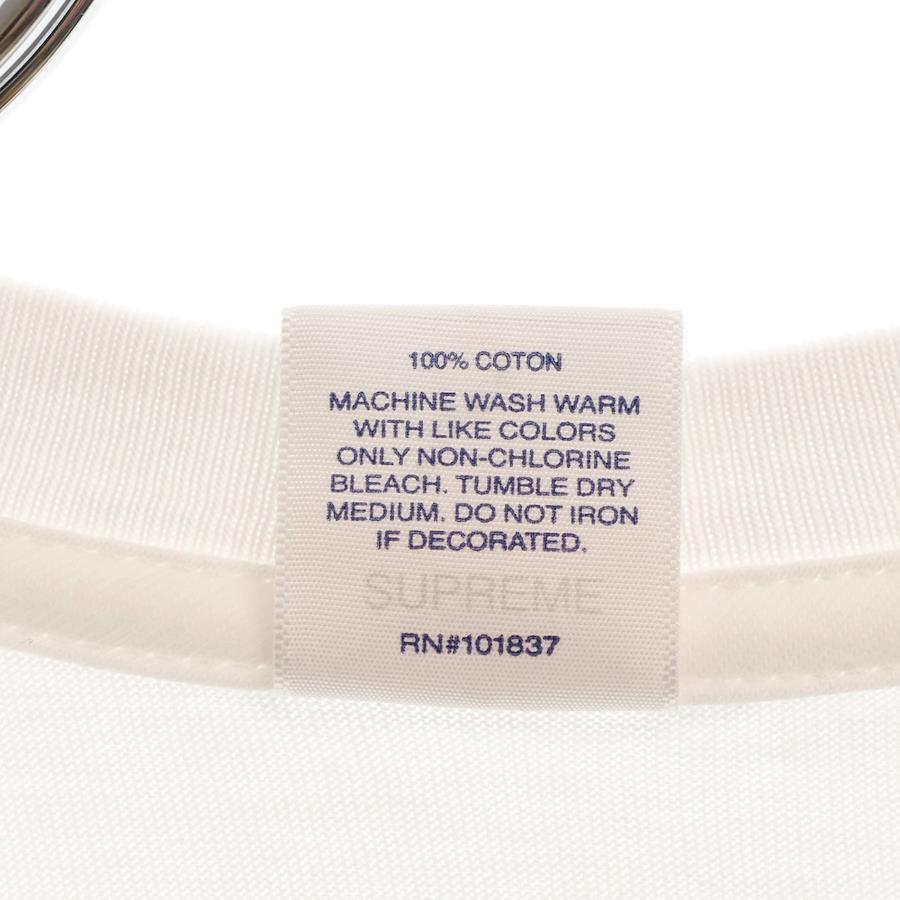 100% COTON
MACHINE WASH WARM
WITH LIKE COLORS
ONLY NON-CHLORINE
BLEACH. TUMBLE DRY
MEDIUM. DO NOT IRON
IF DECORATED.
SUPREME
RN#101837